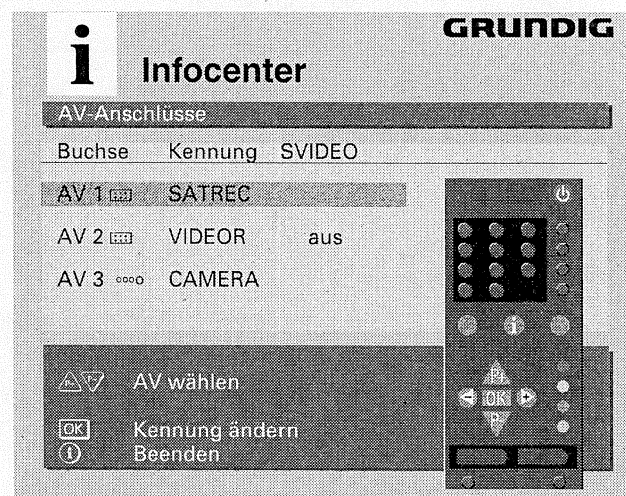 GRUNDIG
i Infocenter
AV-Anschlüsse
Buchse Kennung SVIDEO
AV 1 SATREC
AV 2 VIDEOR aus
AV 3 CAMERA
P+ P- AV wählen
OK Kennung ändern
i Beenden
i
P+
- OK +
P-